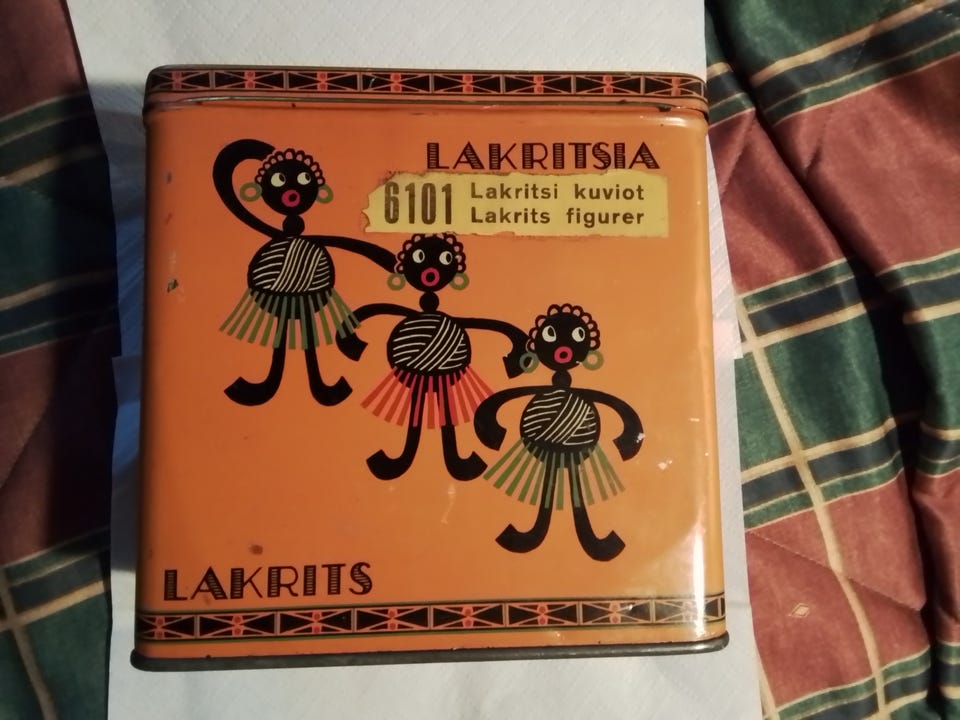 LAKRITSIA
6101 Lakritsi kuviot
Lakrits figurer
LAKRITS